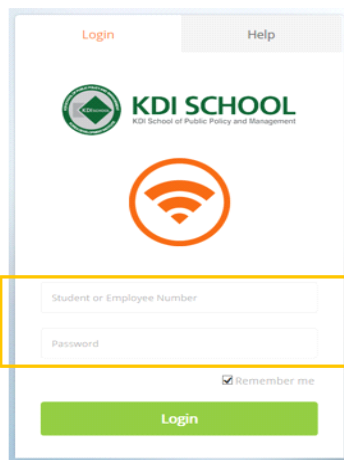 Login
Help
KDI SCHOOL
KDI School of Public Policy and Management
Student or Employee Number
Password
Remember me
Login